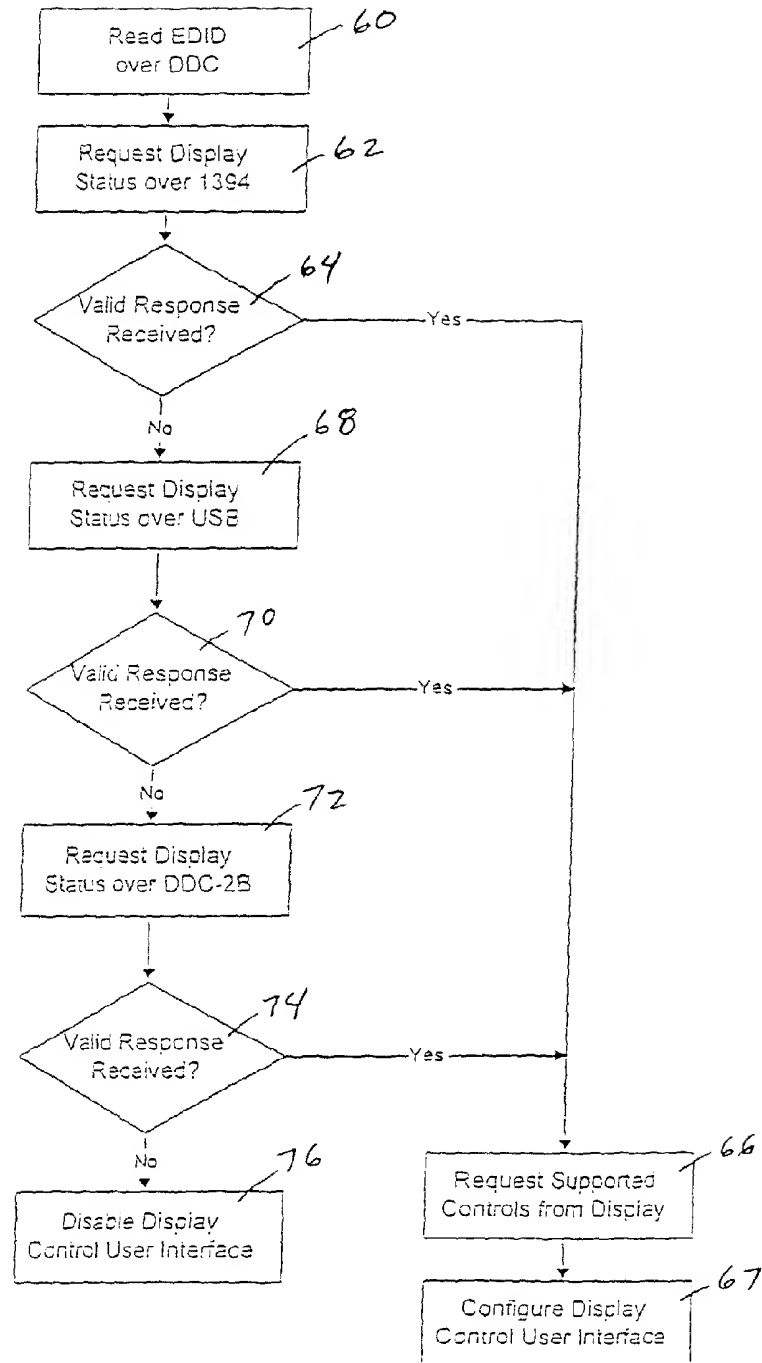 Read EDID
over DDC
60
Request Display
Status over 1394
62
Valid Response
Received?
64
Yes
No
Request Display
Status over USB
68
Valid Response
Received?
70
Yes
No
Request Display
Status over DDC-2B
72
Valid Response
Received?
74
Yes
No
Disable Display
Control User Interface
76
Request Supported
Controls from Display
66
Configure Display
Control User Interface
67